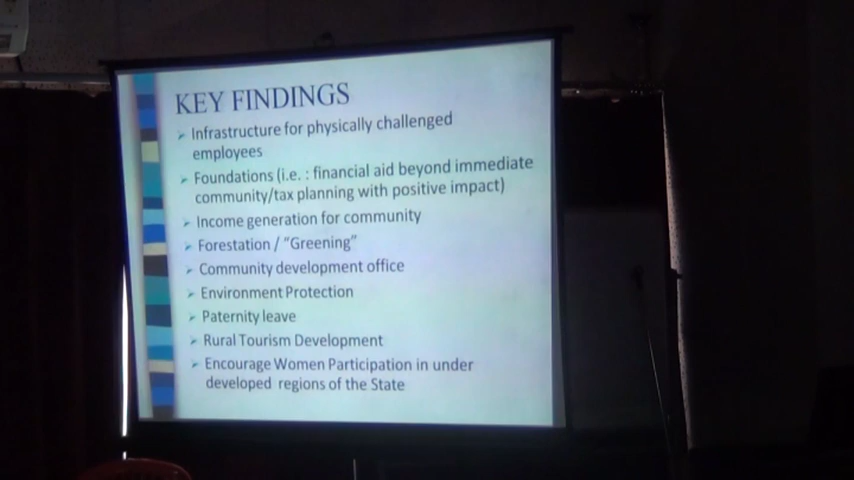 KEY FINDINGS
➢ Infrastructure for physically challenged
employees
➢ Foundations (i.e. : financial aid beyond immediate
community/tax planning with positive impact)
➢ Income generation for community
➢ Forestation / "Greening"
➢ Community development office
➢ Environment Protection
➢ Paternity leave
➢ Rural Tourism Development
➢ Encourage Women Participation in under
developed regions of the State